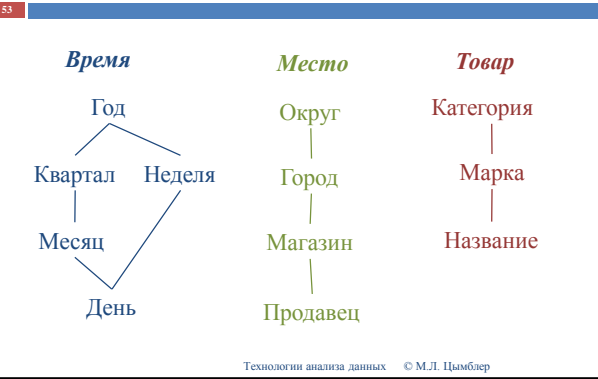 53
Время
Место
Товар
Год
Округ
Категория
Квартал
Неделя
Город
Марка
Месяц
Магазин
Название
День
Продавец
Технологии анализа данных © М.Л. Цымблер